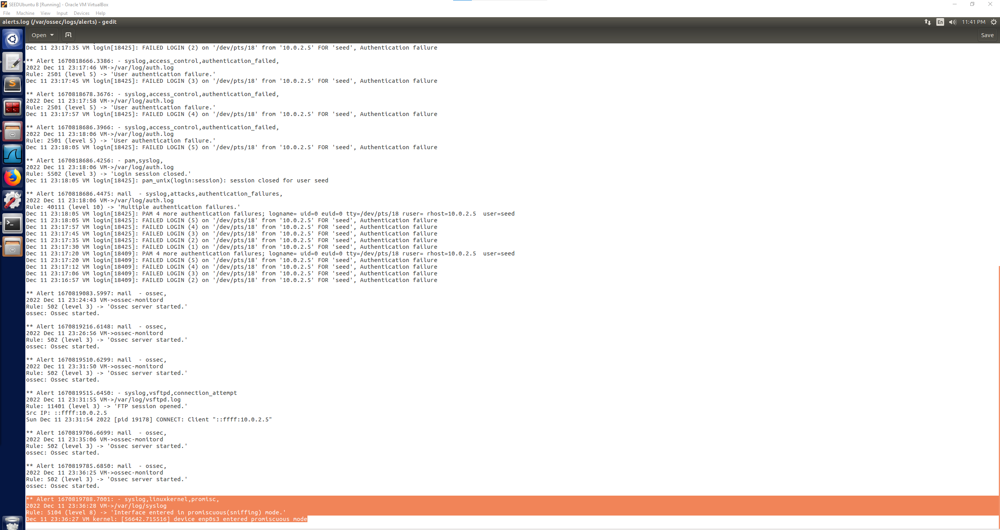 SEEDUbuntu B [Running] - Oracle VM VirtualBox
File Machine View Input Devices Help
alerts.log (/var/ossec/logs/alerts) - gedit
En 11:41 PM
Open Save
Dec 11 23:17:35 VM login[18425]: FAILED LOGIN (2) on '/dev/pts/18' from '10.0.2.5' FOR 'seed', Authentication failure
** Alert 1670818666.3386: - syslog,access_control,authentication_failed,
2022 Dec 11 23:17:46 VM->/var/log/auth.log
Rule: 2501 (level 5) -> 'User authentication failure.'
Dec 11 23:17:45 VM login[18425]: FAILED LOGIN (3) on '/dev/pts/18' from '10.0.2.5' FOR 'seed', Authentication failure
** Alert 1670818678.3676: - syslog,access_control,authentication_failed,
2022 Dec 11 23:17:58 VM->/var/log/auth.log
Rule: 2501 (level 5) -> 'User authentication failure.'
Dec 11 23:17:57 VM login[18425]: FAILED LOGIN (4) on '/dev/pts/18' from '10.0.2.5' FOR 'seed', Authentication failure
** Alert 1670818686.3966: - syslog,access_control,authentication_failed,
2022 Dec 11 23:18:06 VM->/var/log/auth.log
Rule: 2501 (level 5) -> 'User authentication failure.'
Dec 11 23:18:05 VM login[18425]: FAILED LOGIN (5) on '/dev/pts/18' from '10.0.2.5' FOR 'seed', Authentication failure
** Alert 1670818686.4256: - pam,syslog,
2022 Dec 11 23:18:06 VM->/var/log/auth.log
Rule: 5502 (level 3) -> 'Login session closed.'
Dec 11 23:18:05 VM login[18425]: pam_unix(login:session): session closed for user seed
** Alert 1670818686.4475: mail  - syslog,attacks,authentication_failures,
2022 Dec 11 23:18:06 VM->/var/log/auth.log
Rule: 40111 (level 10) -> 'Multiple authentication failures.'
Dec 11 23:18:05 VM login[18425]: PAM 4 more authentication failures; logname= uid=0 euid=0 tty=/dev/pts/18 ruser= rhost=10.0.2.5  user=seed
Dec 11 23:18:05 VM login[18425]: FAILED LOGIN (5) on '/dev/pts/18' from '10.0.2.5' FOR 'seed', Authentication failure
Dec 11 23:17:57 VM login[18425]: FAILED LOGIN (4) on '/dev/pts/18' from '10.0.2.5' FOR 'seed', Authentication failure
Dec 11 23:17:45 VM login[18425]: FAILED LOGIN (3) on '/dev/pts/18' from '10.0.2.5' FOR 'seed', Authentication failure
Dec 11 23:17:35 VM login[18425]: FAILED LOGIN (2) on '/dev/pts/18' from '10.0.2.5' FOR 'seed', Authentication failure
Dec 11 23:17:30 VM login[18425]: FAILED LOGIN (1) on '/dev/pts/18' from '10.0.2.5' FOR 'seed', Authentication failure
Dec 11 23:17:20 VM login[18409]: PAM 4 more authentication failures; logname= uid=0 euid=0 tty=/dev/pts/18 ruser= rhost=10.0.2.5  user=seed
Dec 11 23:17:20 VM login[18409]: FAILED LOGIN (5) on '/dev/pts/18' from '10.0.2.5' FOR 'seed', Authentication failure
Dec 11 23:17:12 VM login[18409]: FAILED LOGIN (4) on '/dev/pts/18' from '10.0.2.5' FOR 'seed', Authentication failure
Dec 11 23:17:06 VM login[18409]: FAILED LOGIN (3) on '/dev/pts/18' from '10.0.2.5' FOR 'seed', Authentication failure
Dec 11 23:16:57 VM login[18409]: FAILED LOGIN (2) on '/dev/pts/18' from '10.0.2.5' FOR 'seed', Authentication failure
** Alert 1670819083.5997: mail  - ossec,
2022 Dec 11 23:24:43 VM->ossec-monitord
Rule: 502 (level 3) -> 'Ossec server started.'
ossec: Ossec started.
** Alert 1670819216.6148: mail  - ossec,
2022 Dec 11 23:26:56 VM->ossec-monitord
Rule: 502 (level 3) -> 'Ossec server started.'
ossec: Ossec started.
** Alert 1670819510.6299: mail  - ossec,
2022 Dec 11 23:31:50 VM->ossec-monitord
Rule: 502 (level 3) -> 'Ossec server started.'
ossec: Ossec started.
** Alert 1670819515.6450: - syslog,vsftpd,connection_attempt
2022 Dec 11 23:31:55 VM->/var/log/vsftpd.log
Rule: 11401 (level 3) -> 'FTP session opened.'
Src IP: ::ffff:10.0.2.5
Sun Dec 11 23:31:54 2022 [pid 19178] CONNECT: Client "::ffff:10.0.2.5"
** Alert 1670819706.6699: mail  - ossec,
2022 Dec 11 23:35:06 VM->ossec-monitord
Rule: 502 (level 3) -> 'Ossec server started.'
ossec: Ossec started.
** Alert 1670819785.6850: mail  - ossec,
2022 Dec 11 23:36:25 VM->ossec-monitord
Rule: 502 (level 3) -> 'Ossec server started.'
ossec: Ossec started.
** Alert 1670819788.7001: - syslog,linuxkernel,promisc,
2022 Dec 11 23:36:28 VM->/var/log/syslog
Rule: 5104 (level 8) -> 'Interface entered in promiscuous(sniffing) mode.'
Dec 11 23:36:27 VM kernel: [56642.715516] device enp0s3 entered promiscuous mode